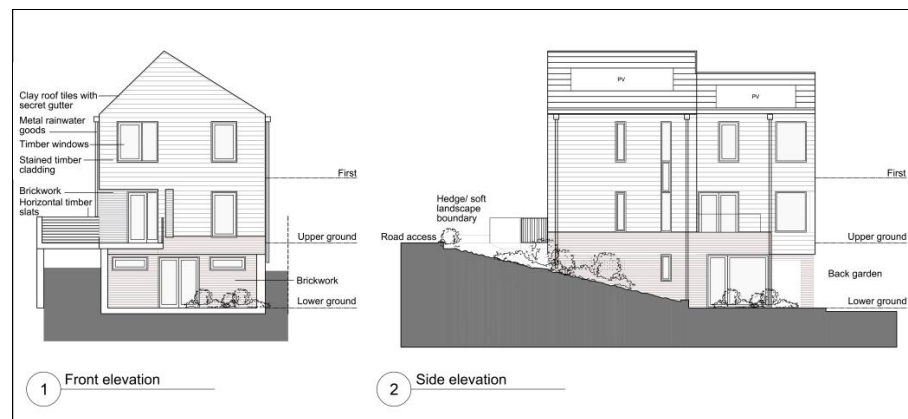 Clay roof tiles with
secret gutter
Metal rainwater
goods
Timber windows
Stained timber
cladding
Brickwork
Horizontal timber
slats
First
Upper ground
Brickwork
Lower ground
1 Front elevation
PV
PV
Hedge/ soft
landscape
boundary
Road access
First
Upper ground
Back garden
Lower ground
2 Side elevation